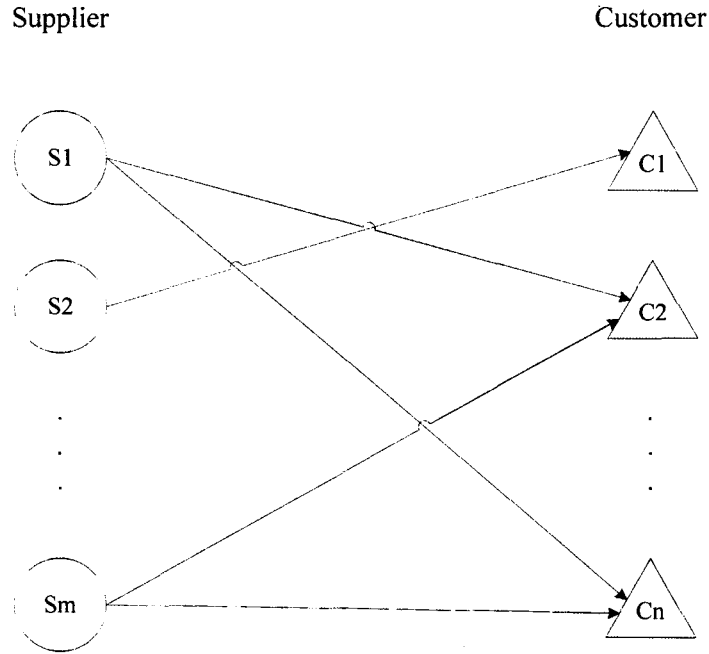 Supplier Customer
S1 C1
S2 C2
. .
. .
. .
Sm Cn